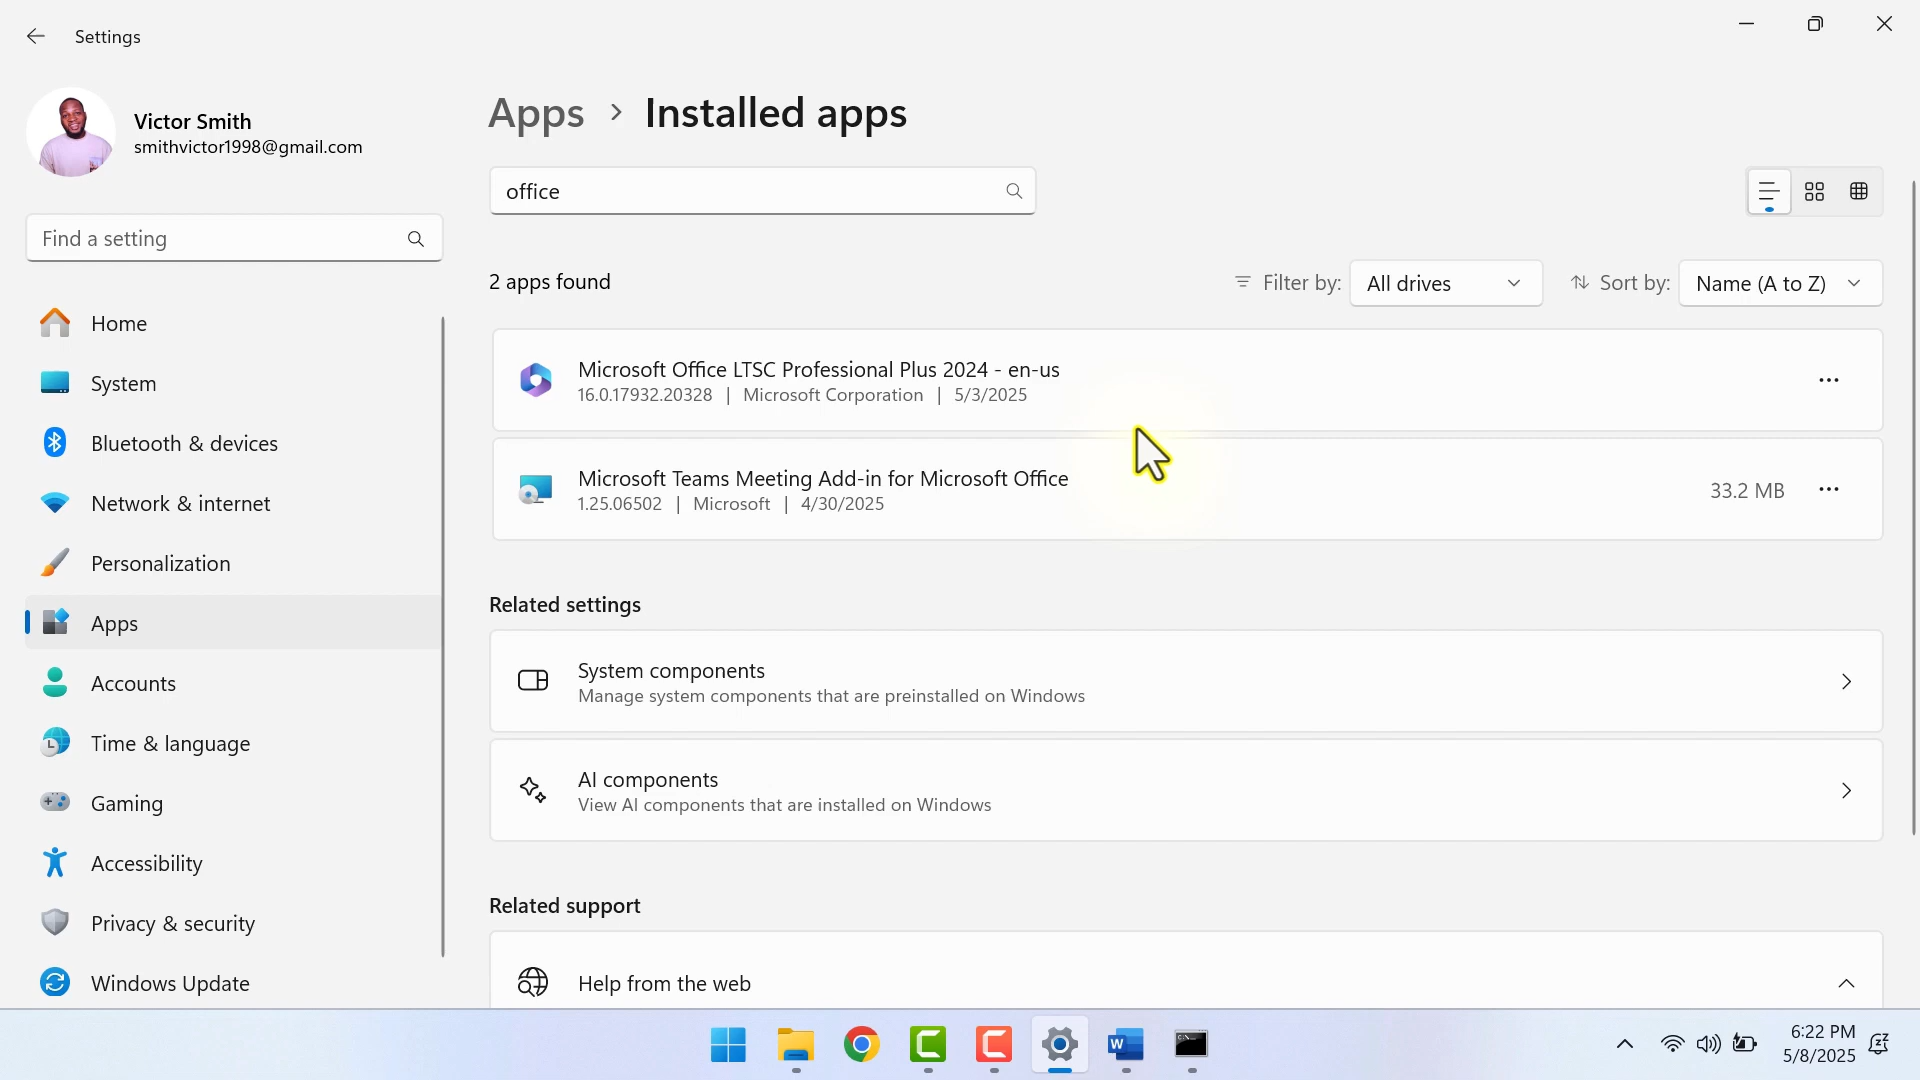 Settings
Victor Smith
smithvictor1998@gmail.com
Find a setting
Home
System
Bluetooth & devices
Network & internet
Personalization
Apps
Accounts
Time & language
Gaming
Accessibility
Privacy & security
Windows Update
Apps > Installed apps
office
2 apps found
Filter by: All drives
Sort by: Name (A to Z)
Microsoft Office LTSC Professional Plus 2024 - en-us
16.0.17932.20328 | Microsoft Corporation | 5/3/2025
Microsoft Teams Meeting Add-in for Microsoft Office
1.25.06502 | Microsoft | 4/30/2025
33.2 MB
Related settings
System components
Manage system components that are preinstalled on Windows
AI components
View AI components that are installed on Windows
Related support
Help from the web
6:22 PM
5/8/2025